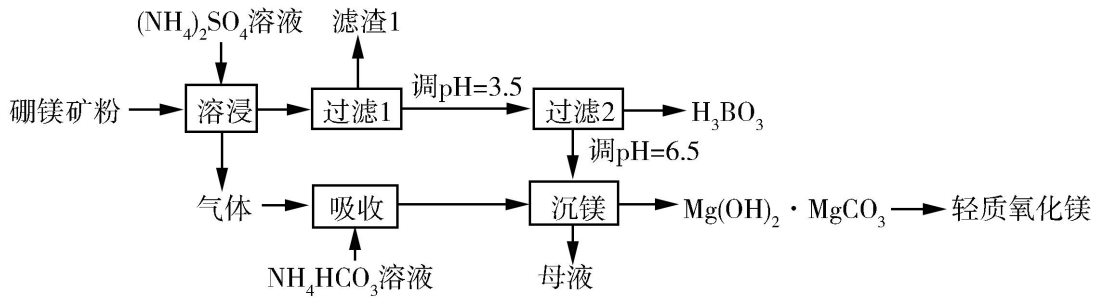 (NH₄)₂SO₄溶液
滤渣1
硼镁矿粉
溶浸
过滤1
调pH=3.5
过滤2
H₃BO₃
调pH=6.5
气体
吸收
沉镁
Mg(OH)₂·MgCO₃
轻质氧化镁
NH₄HCO₃溶液
母液